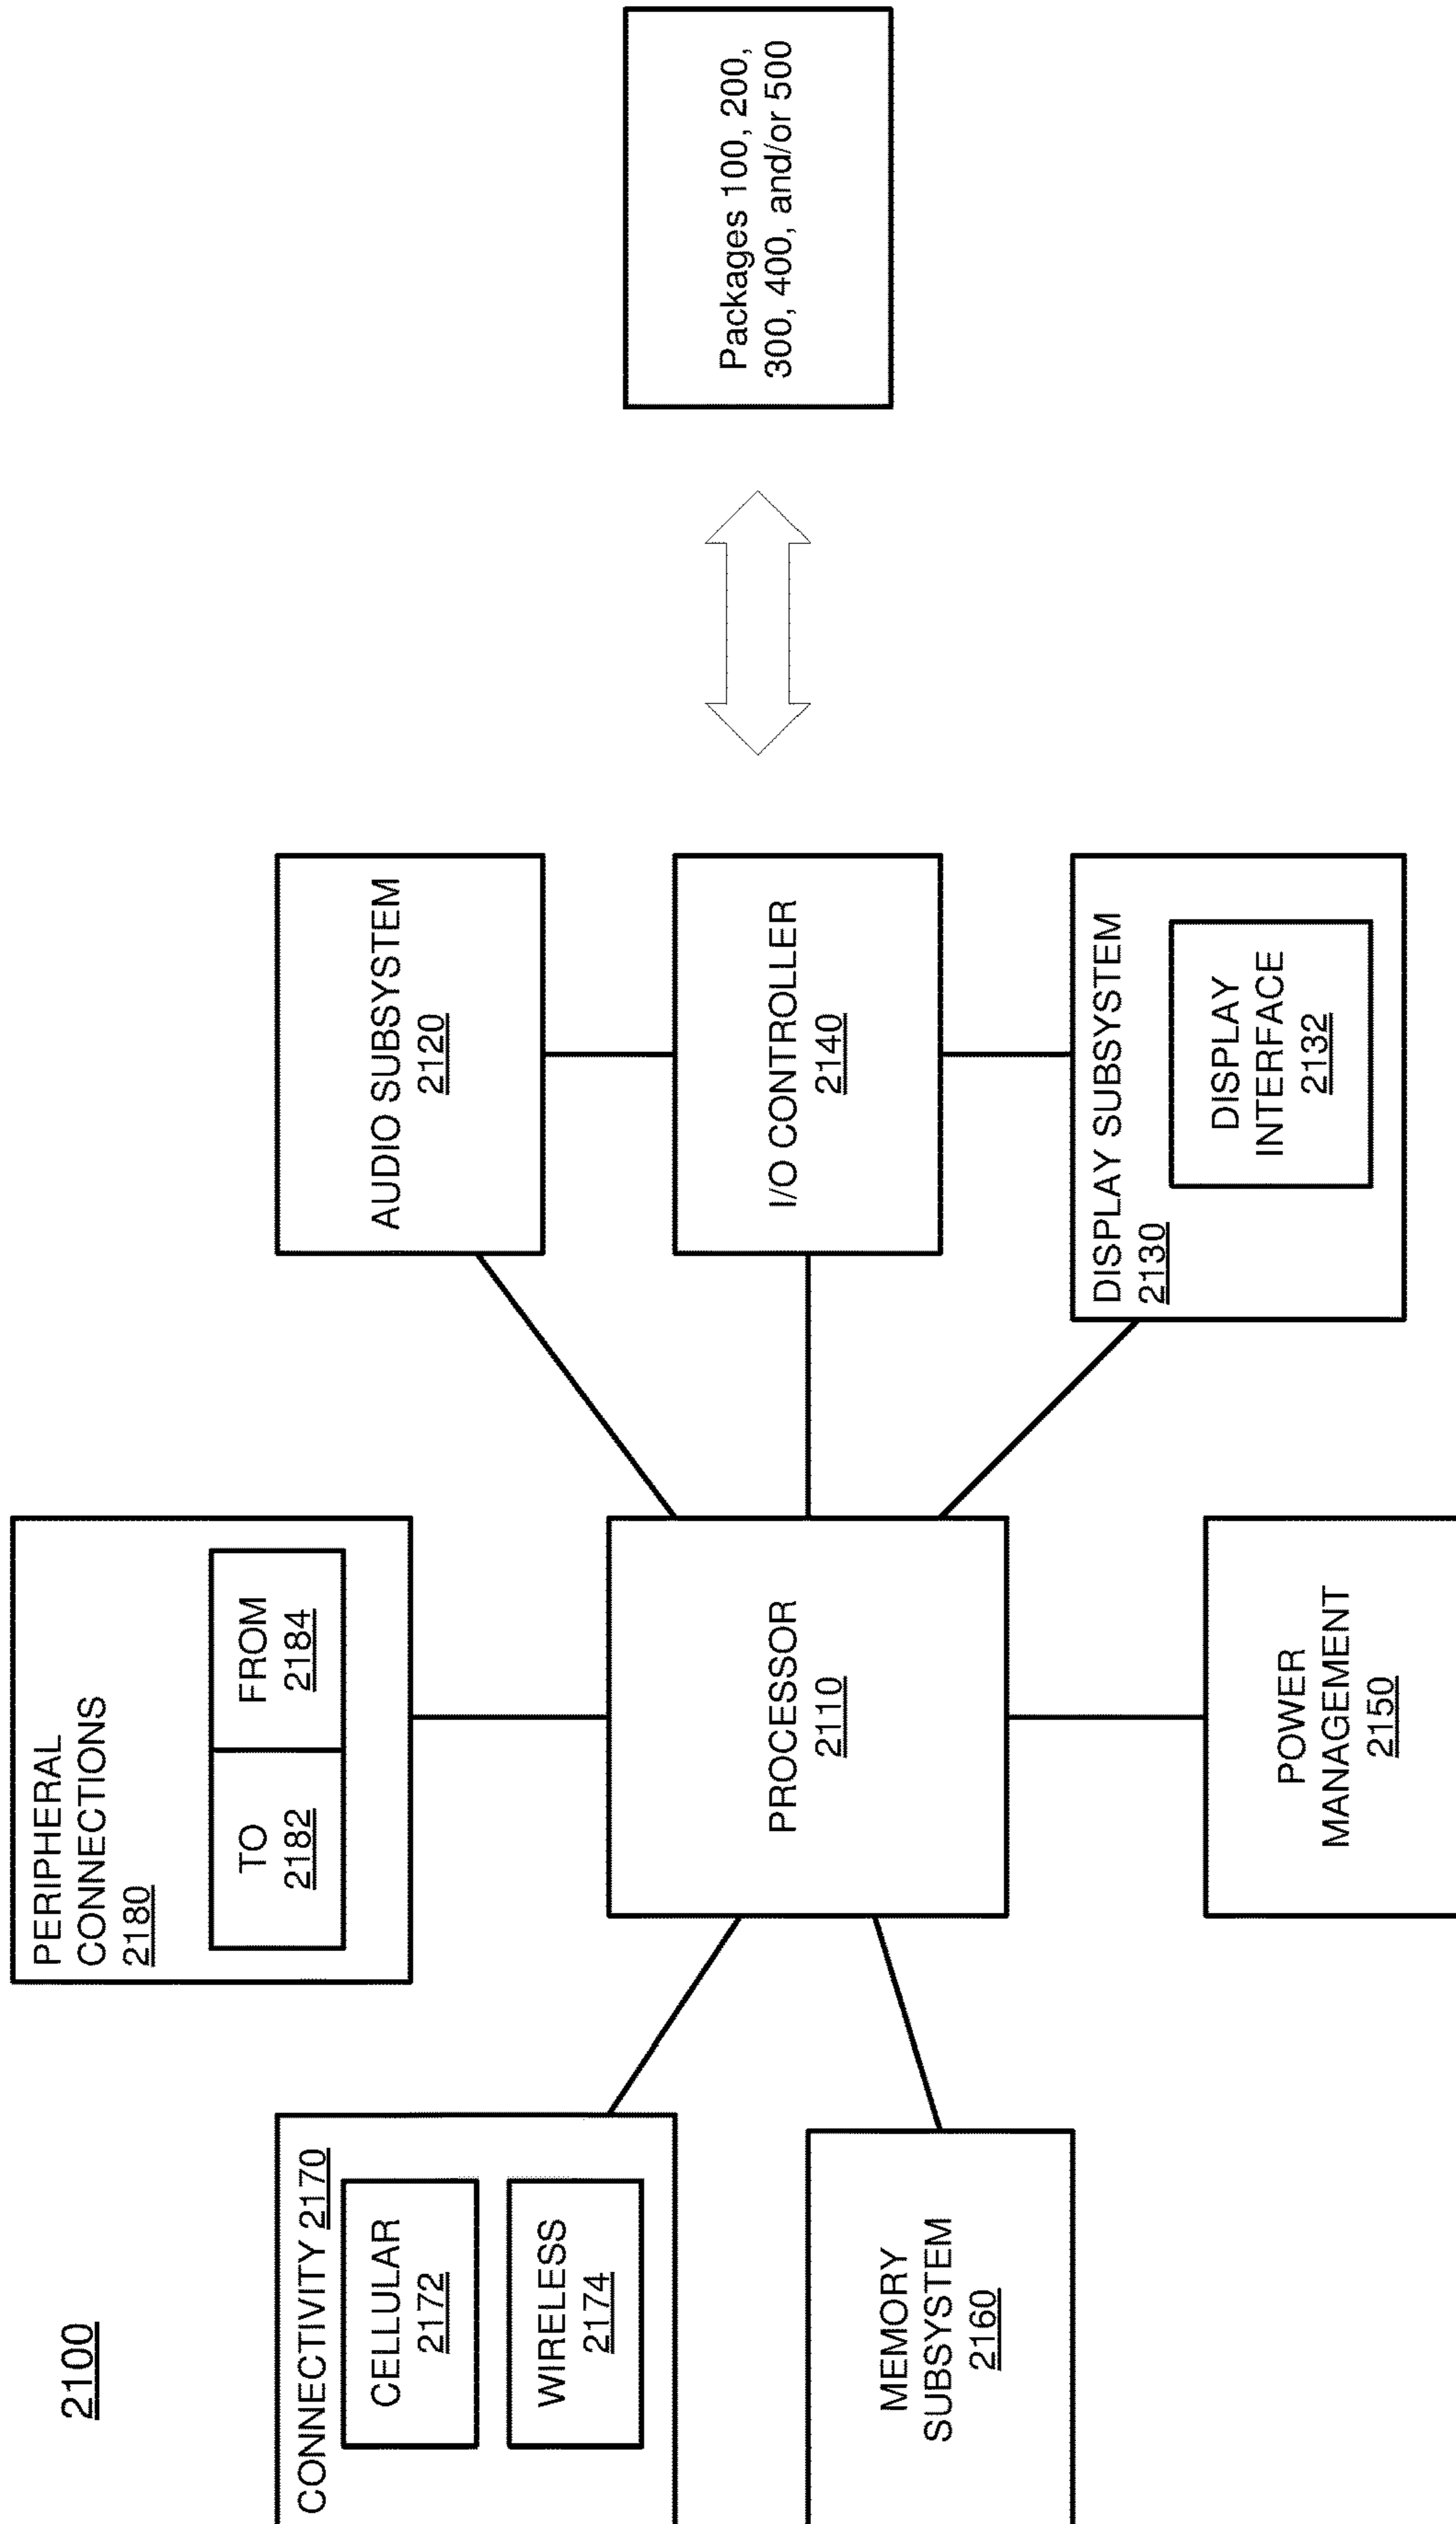 2100
PERIPHERAL
CONNECTIONS
2180
TO
2182
FROM
2184
CONNECTIVITY 2170
CELLULAR
2172
WIRELESS
2174
AUDIO SUBSYSTEM
2120
PROCESSOR
2110
I/O CONTROLLER
2140
Packages 100, 200,
300, 400, and/or 500
MEMORY
SUBSYSTEM
2160
POWER
MANAGEMENT
2150
DISPLAY SUBSYSTEM
2130
DISPLAY
INTERFACE
2132